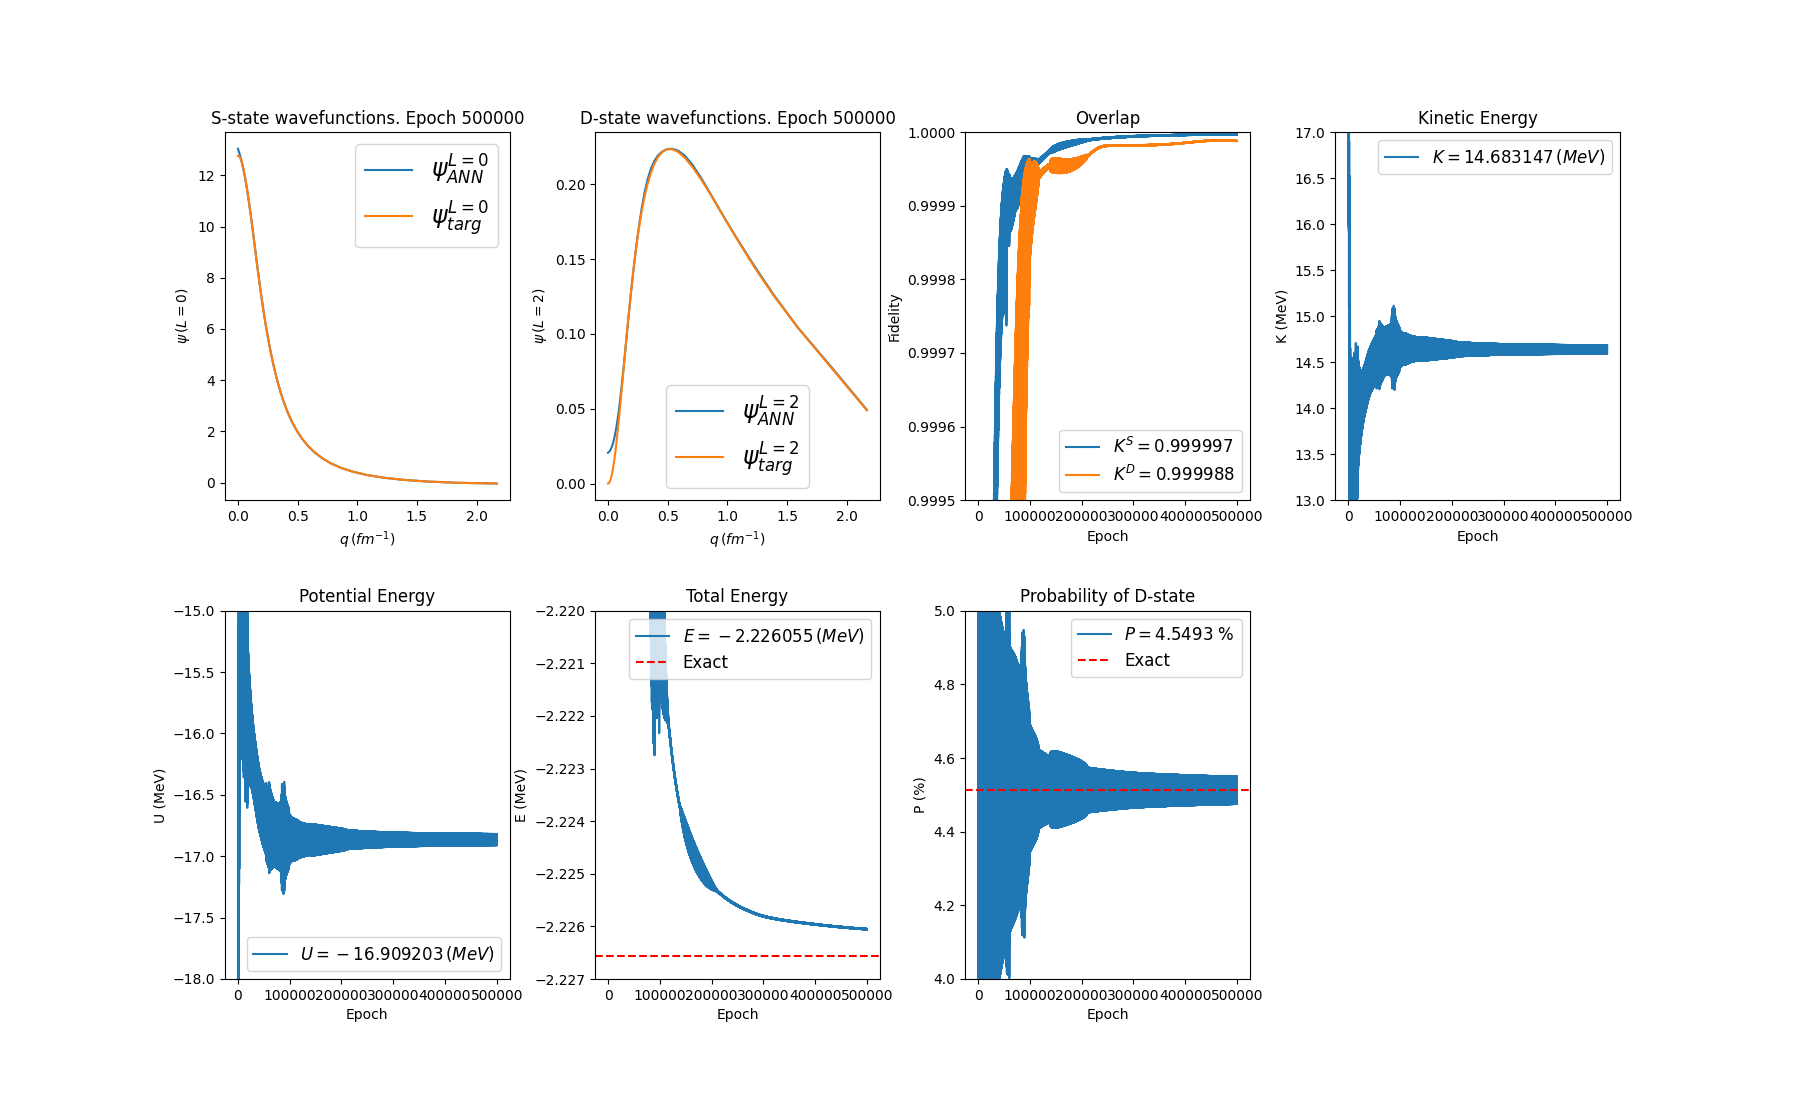 S-state wavefunctions. Epoch 500000
ψ_{ANN}^{L=0}
ψ_{targ}^{L=0}
12
10
8
6
4
2
0
ψ(L = 0)
0.0 0.5 1.0 1.5 2.0
q (fm⁻¹)
D-state wavefunctions. Epoch 500000
0.20
0.15
0.10
0.05
0.00
ψ(L = 2)
ψ_{ANN}^{L=2}
ψ_{targ}^{L=2}
0.0 0.5 1.0 1.5 2.0
q (fm⁻¹)
Overlap
1.0000
0.9999
0.9998
0.9997
0.9996
0.9995
Fidelity
K^S = 0.999997
K^D = 0.999988
0 100000 200000 300000 400000 500000
Epoch
Kinetic Energy
K = 14.683147 (MeV)
17.0
16.5
16.0
15.5
15.0
14.5
14.0
13.5
13.0
K (MeV)
0 100000 200000 300000 400000 500000
Epoch
Potential Energy
−15.0
−15.5
−16.0
−16.5
−17.0
−17.5
−18.0
U (MeV)
U = −16.909203 (MeV)
0 100000 200000 300000 400000 500000
Epoch
Total Energy
E = −2.226055 (MeV)
Exact
−2.220
−2.221
−2.222
−2.223
−2.224
−2.225
−2.226
−2.227
E (MeV)
0 100000 200000 300000 400000 500000
Epoch
Probability of D-state
P = 4.5493 %
Exact
5.0
4.8
4.6
4.4
4.2
4.0
P (%)
0 100000 200000 300000 400000 500000
Epoch